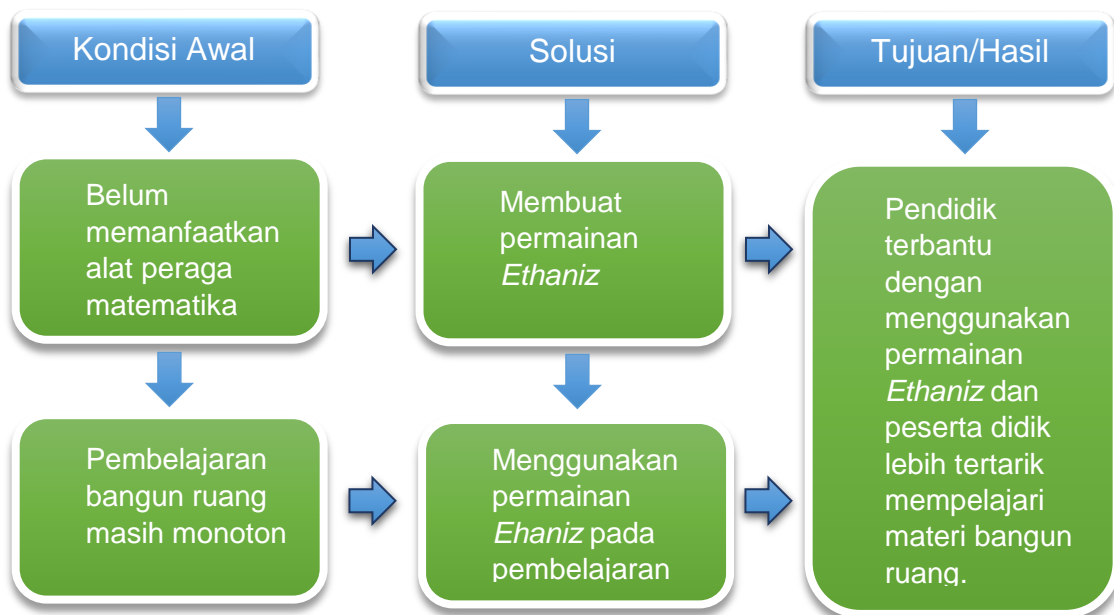 Kondisi Awal
Solusi
Tujuan/Hasil
Belum
memanfaatkan
alat peraga
matematika
Membuat
permainan
Ethaniz
Pendidik
terbantu
dengan
menggunakan
permainan
Ethaniz dan
peserta didik
lebih tertarik
mempelajari
materi bangun
ruang.
Pembelajaran
bangun ruang
masih monoton
Menggunakan
permainan
Ehaniz pada
pembelajaran